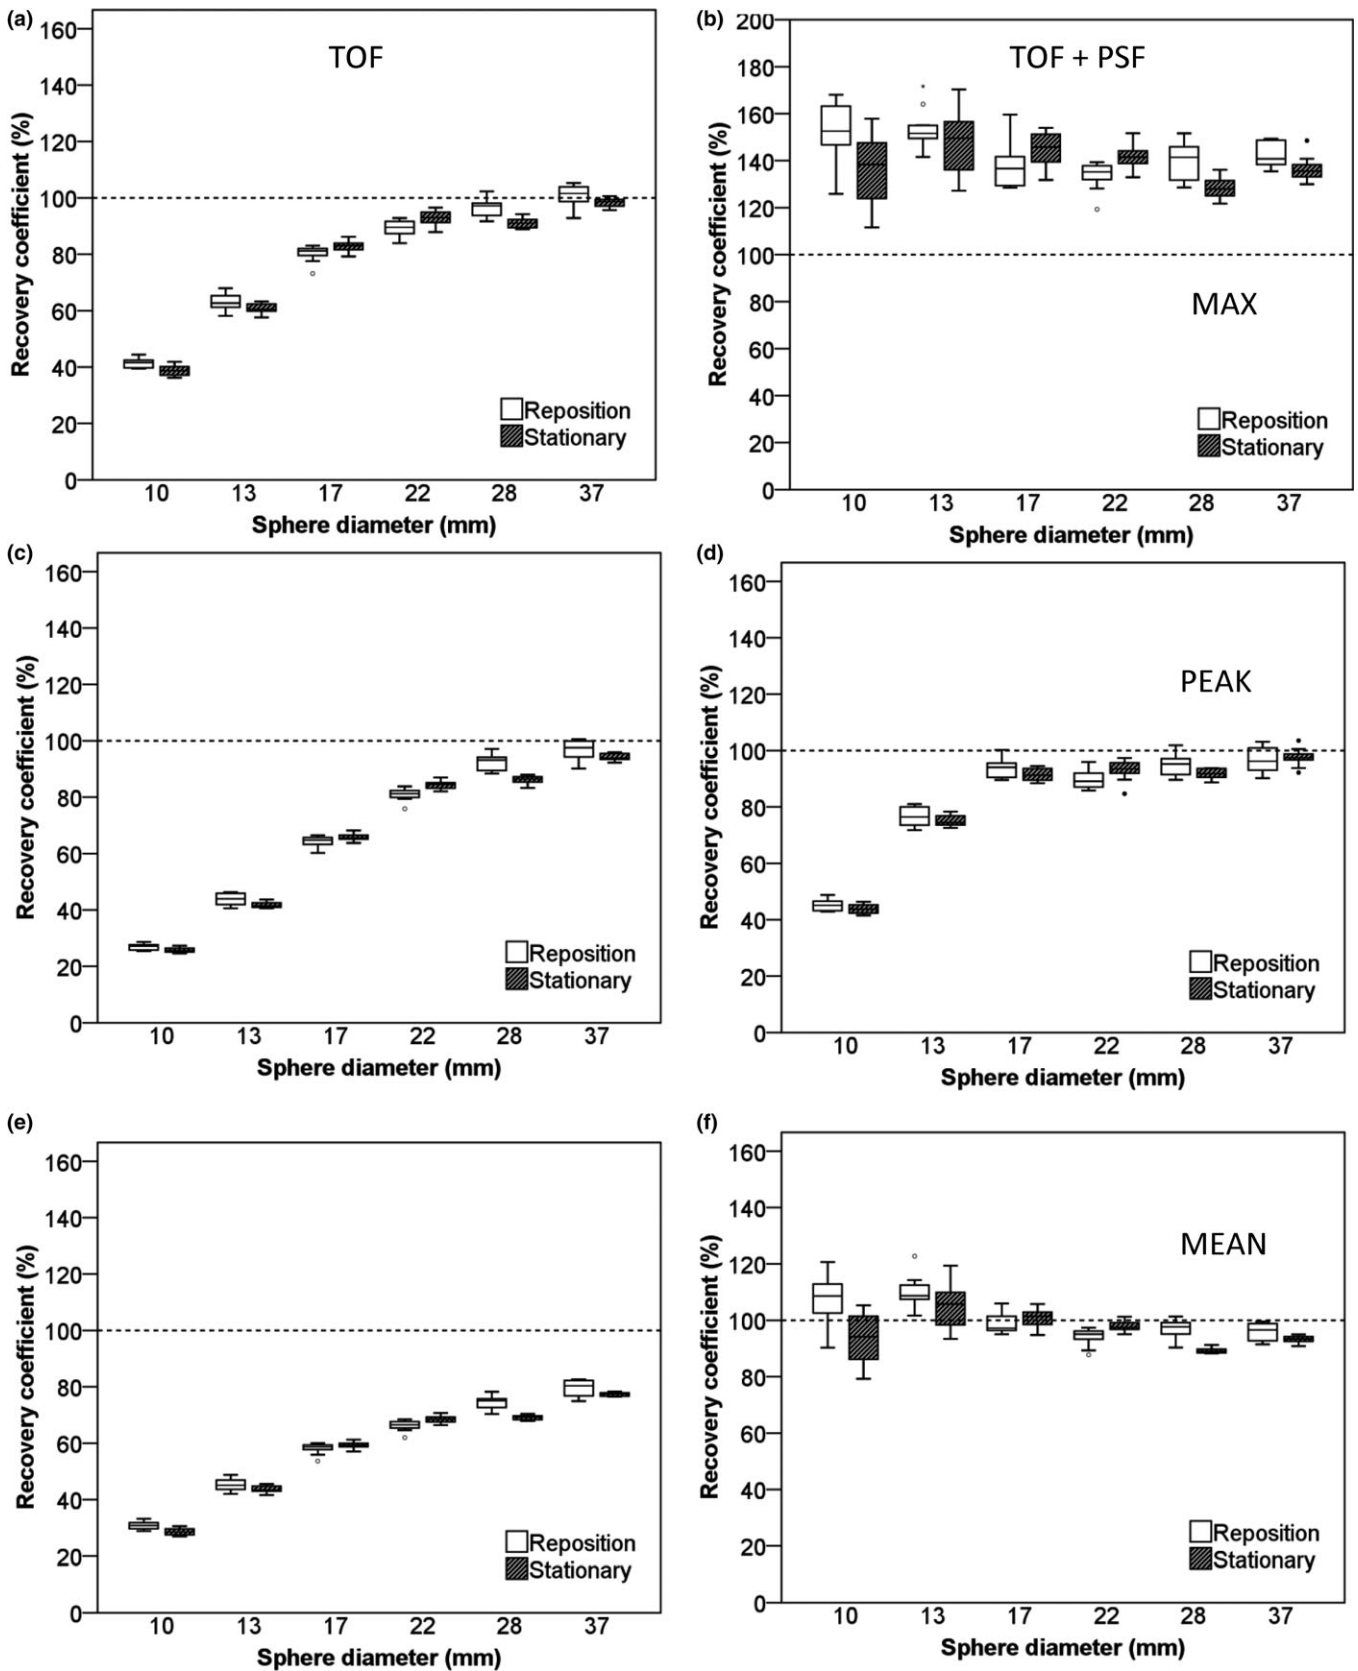 (a)
TOF
160
140
120
100
80
60
40
20
0
Recovery coefficient (%)
Reposition
Stationary
10 13 17 22 28 37
Sphere diameter (mm)
(b)
TOF + PSF
200
180
160
140
120
100
80
60
40
20
0
Recovery coefficient (%)
MAX
Reposition
Stationary
10 13 17 22 28 37
Sphere diameter (mm)
(c)
160
140
120
100
80
60
40
20
0
Recovery coefficient (%)
Reposition
Stationary
10 13 17 22 28 37
Sphere diameter (mm)
(d)
160
140
120
100
80
60
40
20
0
Recovery coefficient (%)
PEAK
Reposition
Stationary
10 13 17 22 28 37
Sphere diameter (mm)
(e)
160
140
120
100
80
60
40
20
0
Recovery coefficient (%)
Reposition
Stationary
10 13 17 22 28 37
Sphere diameter (mm)
(f)
160
140
120
100
80
60
40
20
0
Recovery coefficient (%)
MEAN
Reposition
Stationary
10 13 17 22 28 37
Sphere diameter (mm)